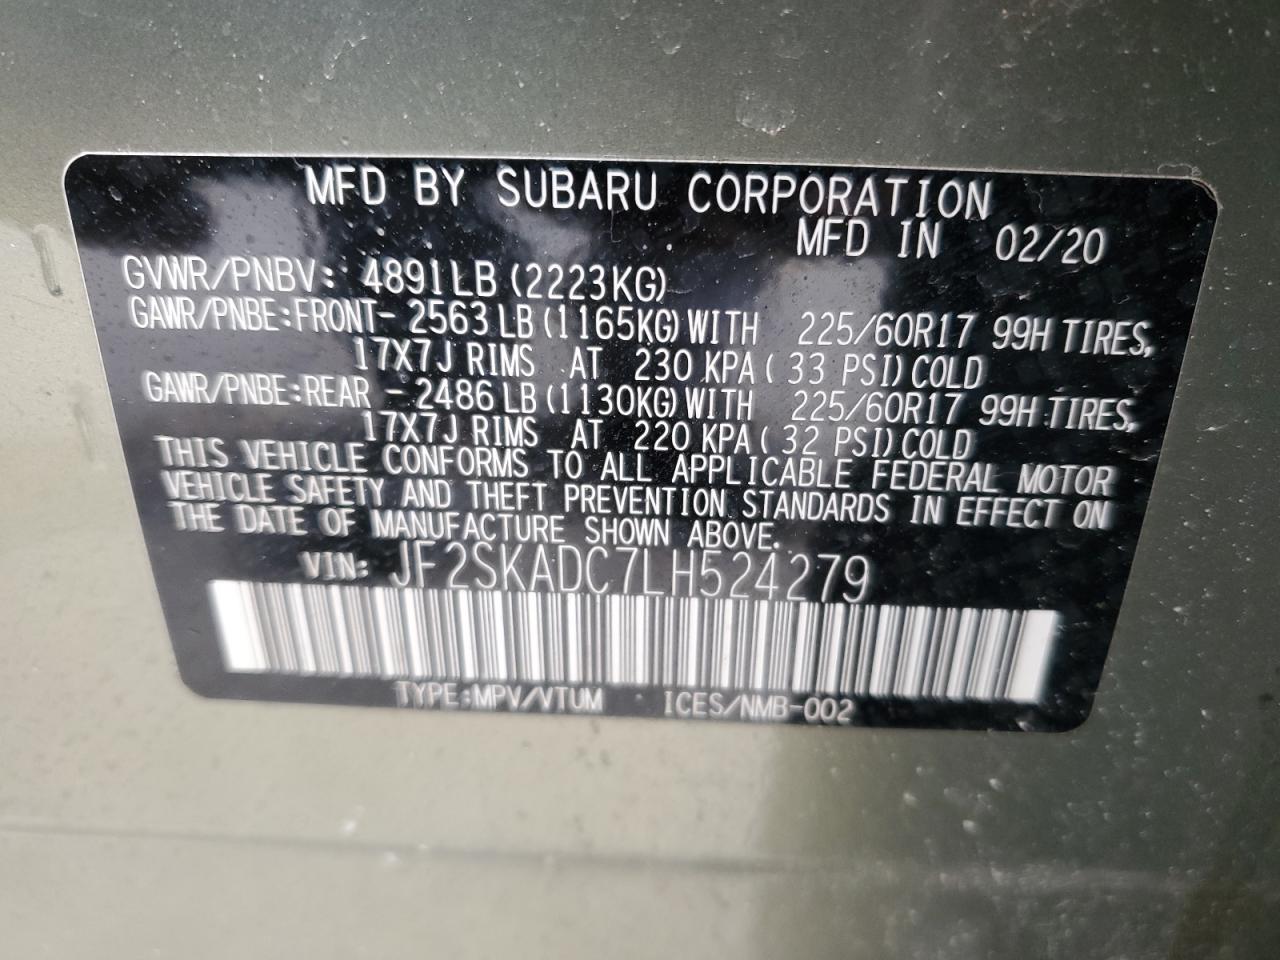 MFD BY SUBARU CORPORATION
MFD IN 02/20
GVWR/PNBV: 4891LB (2223KG)
GAWR/PNBE:FRONT- 2563 LB (1165KG) WITH 225/60R17 99H TIRES,
17X7J RIMS AT 230 KPA ( 33 PSI) COLD
GAWR/PNBE:REAR - 2486 LB (1130KG) WITH 225/60R17 99H TIRES,
17X7J RIMS AT 220 KPA ( 32 PSI) COLD
THIS VEHICLE CONFORMS TO ALL APPLICABLE FEDERAL MOTOR
VEHICLE SAFETY AND THEFT PREVENTION STANDARDS IN EFFECT ON
THE DATE OF MANUFACTURE SHOWN ABOVE.
VIN: JF2SKADC7LH524279
TYPE:MPV/VTUM ICES/NMB-002